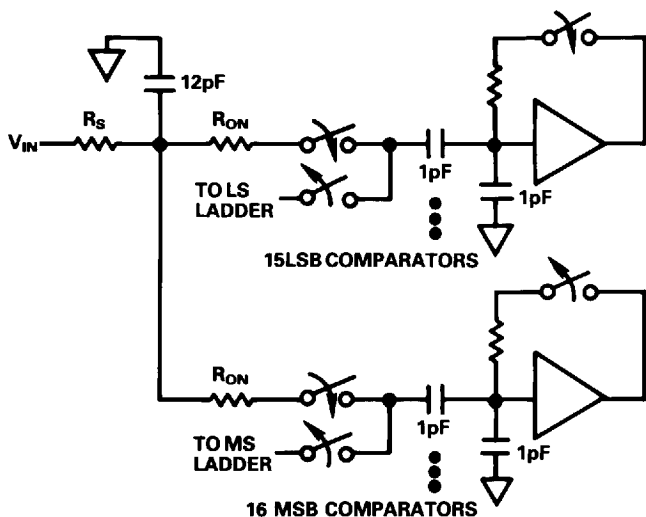 12pF
RS
RON
VIN
TO LS
LADDER
1pF
1pF
15LSB COMPARATORS
RON
TO MS
LADDER
1pF
1pF
16 MSB COMPARATORS